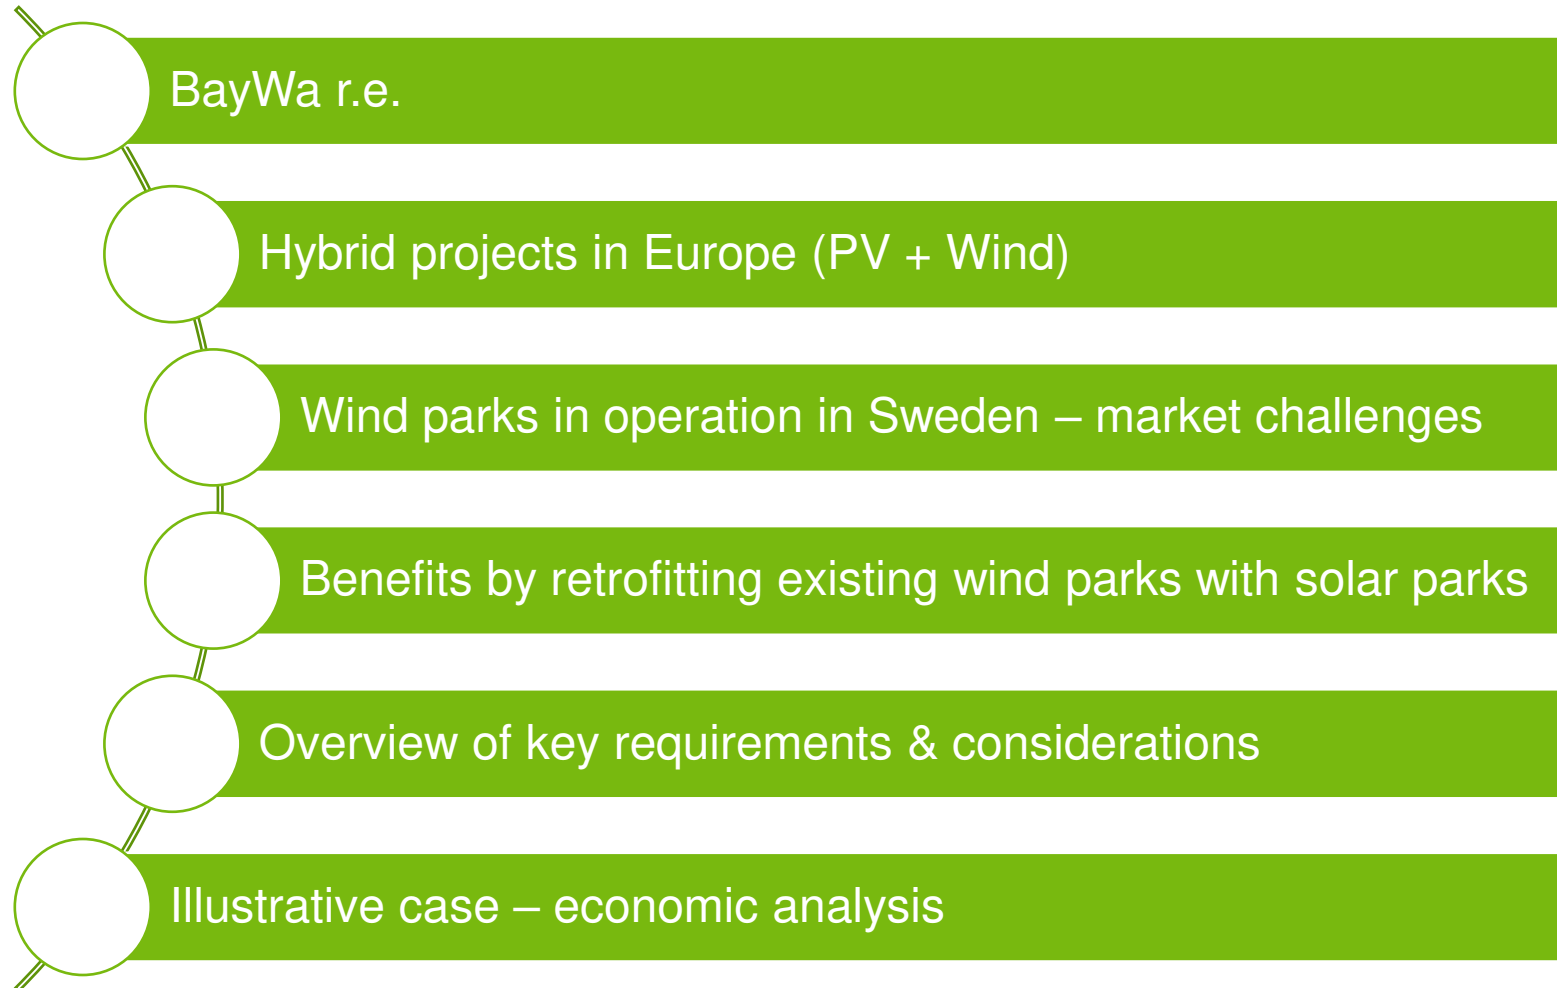 BayWa r.e.
Hybrid projects in Europe (PV + Wind)
Wind parks in operation in Sweden – market challenges
Benefits by retrofitting existing wind parks with solar parks
Overview of key requirements & considerations
Illustrative case – economic analysis